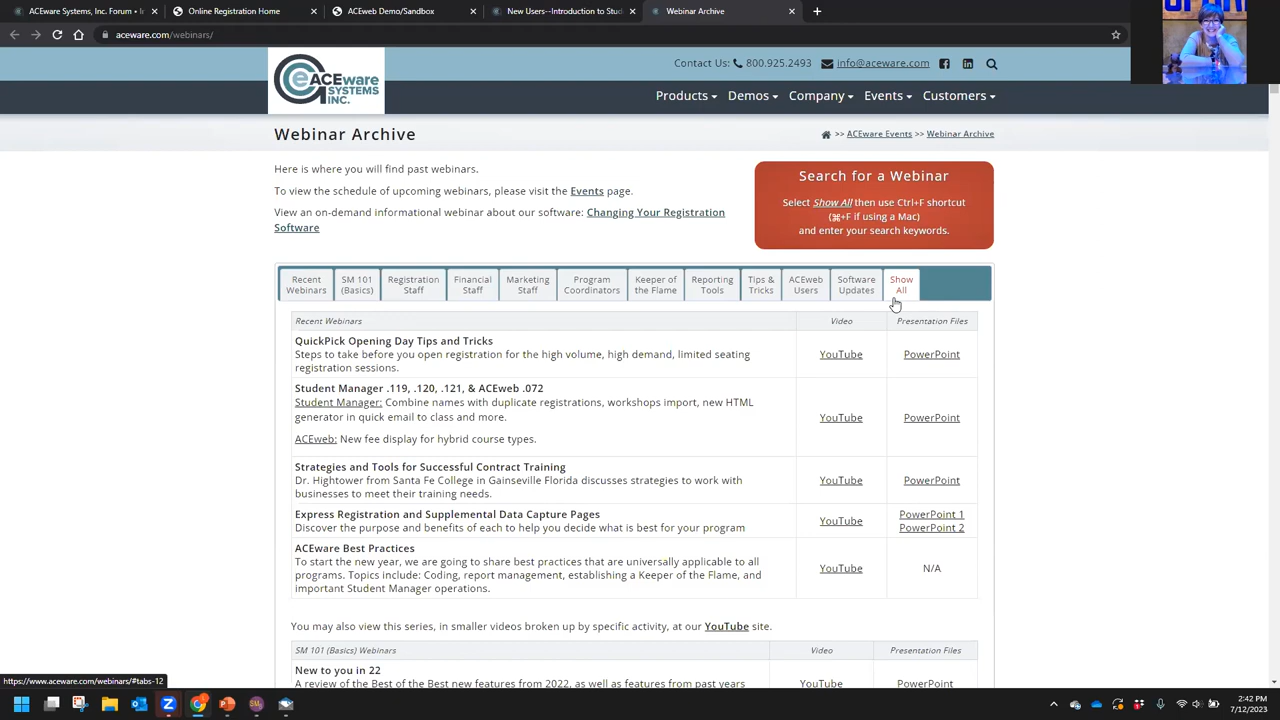 ACEware Systems, Inc. - Forum • I
Online Registration Home
ACEweb Demo/Sandbox
New Users--Introduction to Stud
Webinar Archive
aceware.com/webinars/
ACEware
SYSTEMS
INC.
Contact Us: 800.925.2493 info@aceware.com
Products Demos Company Events Customers
Webinar Archive
>> ACEware Events >> Webinar Archive
Here is where you will find past webinars.
To view the schedule of upcoming webinars, please visit the Events page.
View an on-demand informational webinar about our software: Changing Your Registration
Software
Search for a Webinar
Select Show All then use Ctrl+F shortcut
(⌘+F if using a Mac)
and enter your search keywords.
Recent Webinars
SM 101 (Basics)
Registration Staff
Financial Staff
Marketing Staff
Program Coordinators
Keeper of the Flame
Reporting Tools
Tips & Tricks
ACEweb Users
Software Updates
Show All
Recent Webinars Video Presentation Files
QuickPick Opening Day Tips and Tricks
Steps to take before you open registration for the high volume, high demand, limited seating YouTube PowerPoint
registration sessions.
Student Manager .119, .120, .121, & ACEweb .072
Student Manager: Combine names with duplicate registrations, workshops import, new HTML
generator in quick email to class and more. YouTube PowerPoint
ACEweb: New fee display for hybrid course types.
Strategies and Tools for Successful Contract Training
Dr. Hightower from Santa Fe College in Gainseville Florida discusses strategies to work with YouTube PowerPoint
businesses to meet their training needs.
Express Registration and Supplemental Data Capture Pages PowerPoint 1
Discover the purpose and benefits of each to help you decide what is best for your program YouTube PowerPoint 2
ACEware Best Practices
To start the new year, we are going to share best practices that are universally applicable to all YouTube N/A
programs. Topics include: Coding, report management, establishing a Keeper of the Flame, and
important Student Manager operations.
You may also view this series, in smaller videos broken up by specific activity, at our YouTube site.
SM 101 (Basics) Webinars Video Presentation Files
New to you in 22
A review of the Best of the Best new features from 2022, as well as features from past years YouTube PowerPoint
https://www.aceware.com/webinars/#tabs-12
2:42 PM
7/12/2023